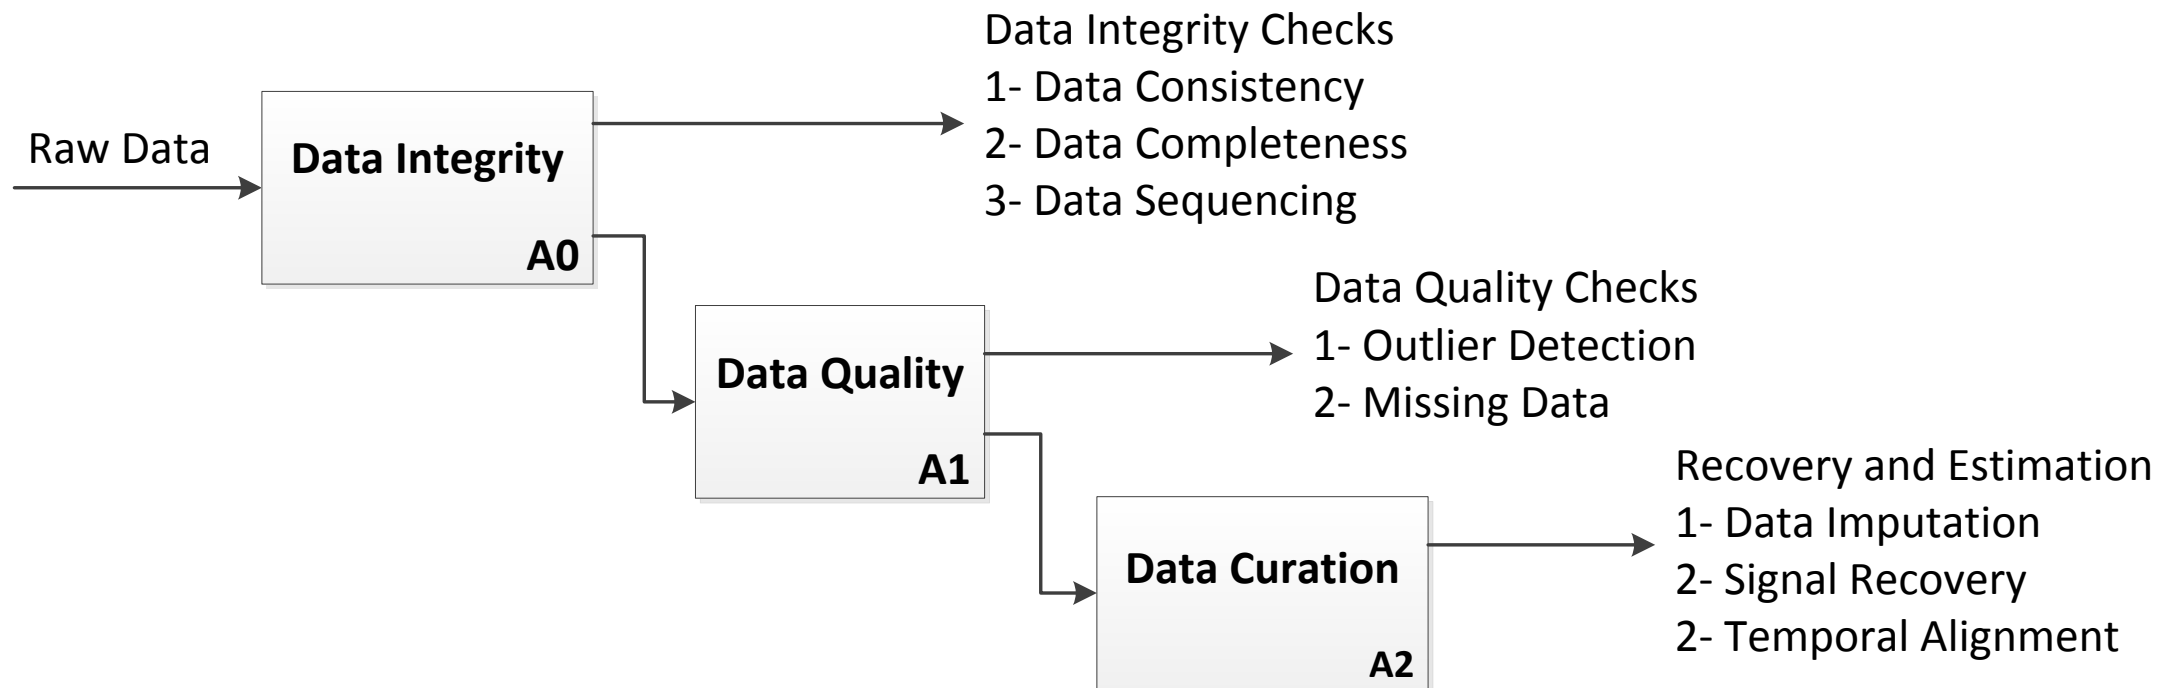 Raw Data
Data Integrity
A0
Data Integrity Checks
1- Data Consistency
2- Data Completeness
3- Data Sequencing
Data Quality
A1
Data Quality Checks
1- Outlier Detection
2- Missing Data
Data Curation
A2
Recovery and Estimation
1- Data Imputation
2- Signal Recovery
2- Temporal Alignment